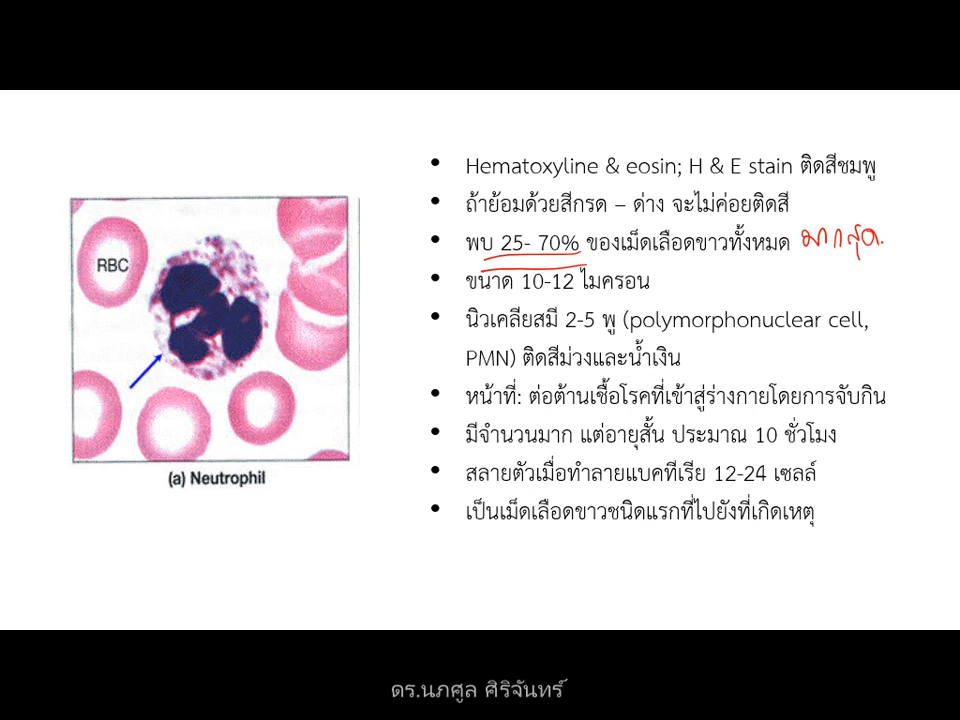 Hematoxyline & eosin; H & E stain ติดสีชมพู
ถ้าย้อมด้วยสีกรด – ด่าง จะไม่ค่อยติดสี
พบ 25- 70% ของเม็ดเลือดขาวทั้งหมด มากสุด.
ขนาด 10-12 ไมครอน
นิวเคลียสมี 2-5 พู (polymorphonuclear cell,
PMN) ติดสีม่วงและน้ำเงิน
หน้าที่: ต่อต้านเชื้อโรคที่เข้าสู่ร่างกายโดยการจับกิน
มีจำนวนมาก แต่อายุสั้น ประมาณ 10 ชั่วโมง
สลายตัวเมื่อทำลายแบคทีเรีย 12-24 เซลล์
เป็นเม็ดเลือดขาวชนิดแรกที่ไปยังที่เกิดเหตุ
RBC
(a) Neutrophil
ดร.นภศูล ศิริจันทร์